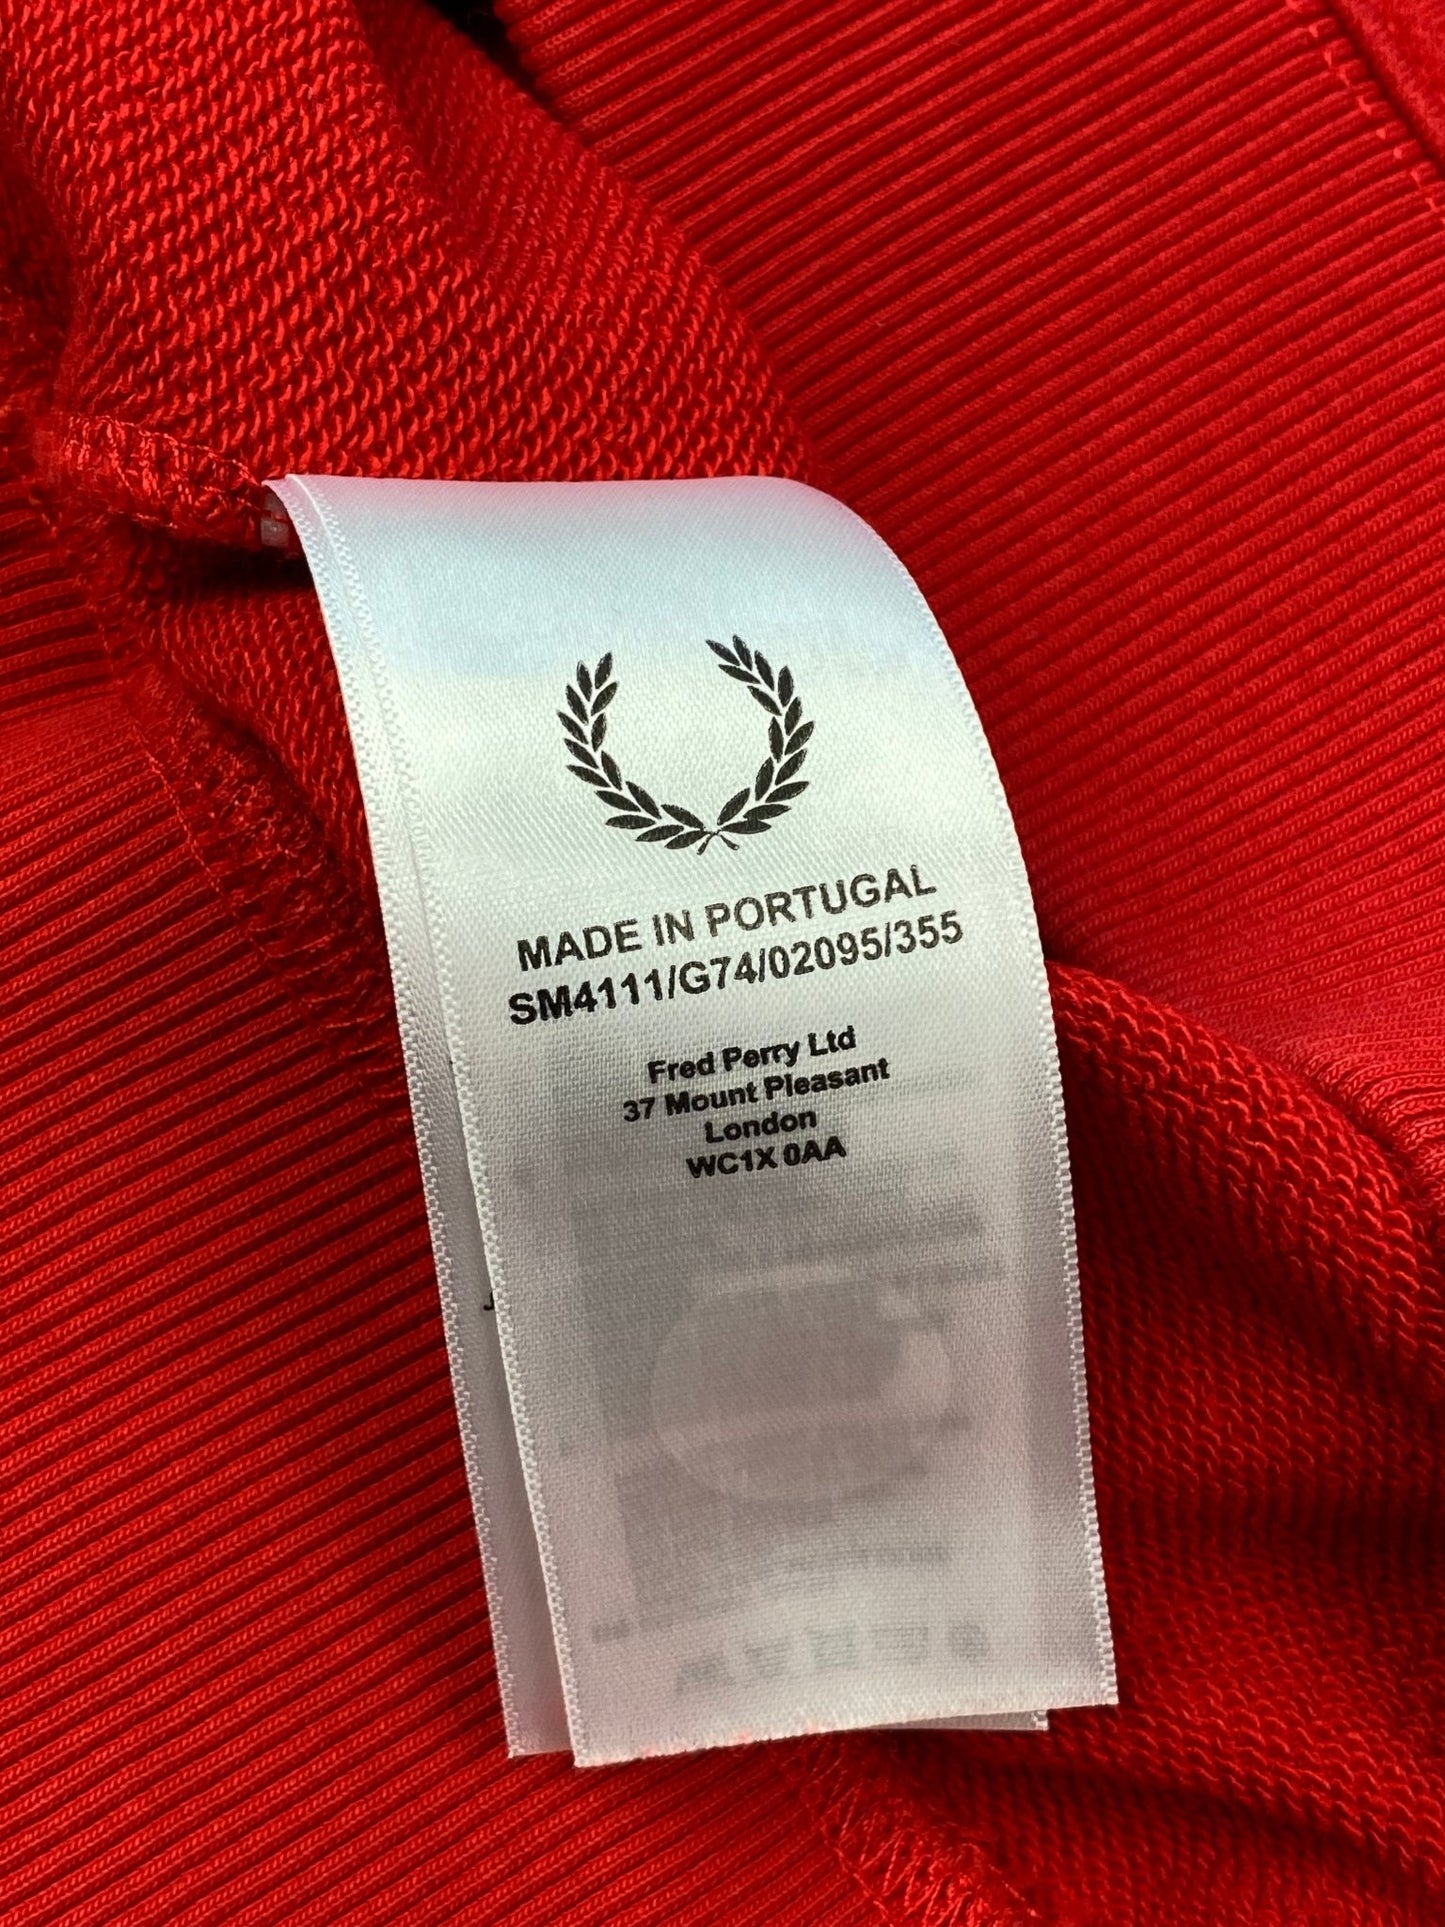 MADE IN PORTUGAL
SM4111/G74/02095/355
Fred Perry Ltd
37 Mount Pleasant
London
WC1X 0AA